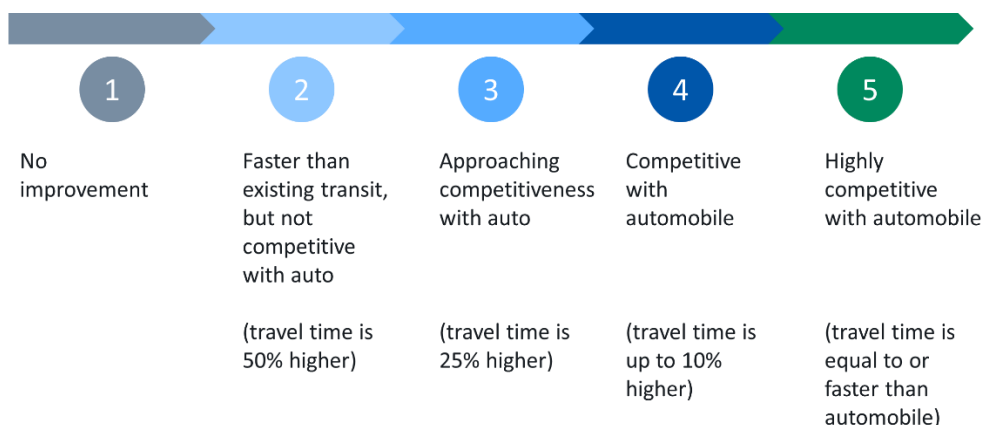 1
No
improvement
2
Faster than
existing transit,
but not
competitive
with auto
(travel time is
50% higher)
3
Approaching
competitiveness
with auto
(travel time is
25% higher)
4
Competitive
with
automobile
(travel time is
up to 10%
higher)
5
Highly
competitive
with automobile
(travel time is
equal to or
faster than
automobile)